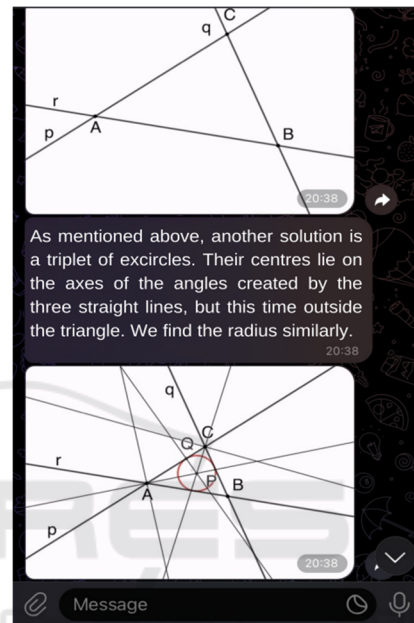 C
q
r
A
p
B
20:38
As mentioned above, another solution is
a triplet of excircles. Their centres lie on
the axes of the angles created by the
three straight lines, but this time outside
the triangle. We find the radius similarly.
20:38
q
C
Q
r
P
B
A
p
20:38
Message